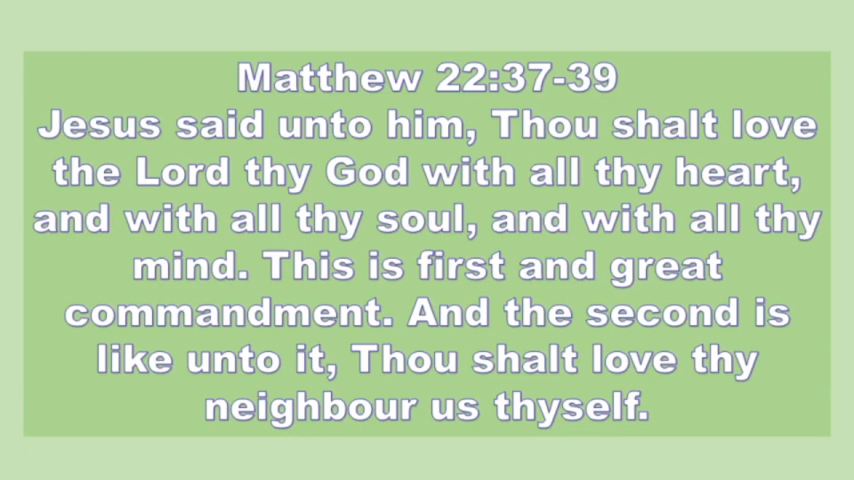 Matthew 22:37-39
Jesus said unto him, Thou shalt love
the Lord thy God with all thy heart,
and with all thy soul, and with all thy
mind. This is first and great
commandment. And the second is
like unto it, Thou shalt love thy
neighbour us thyself.